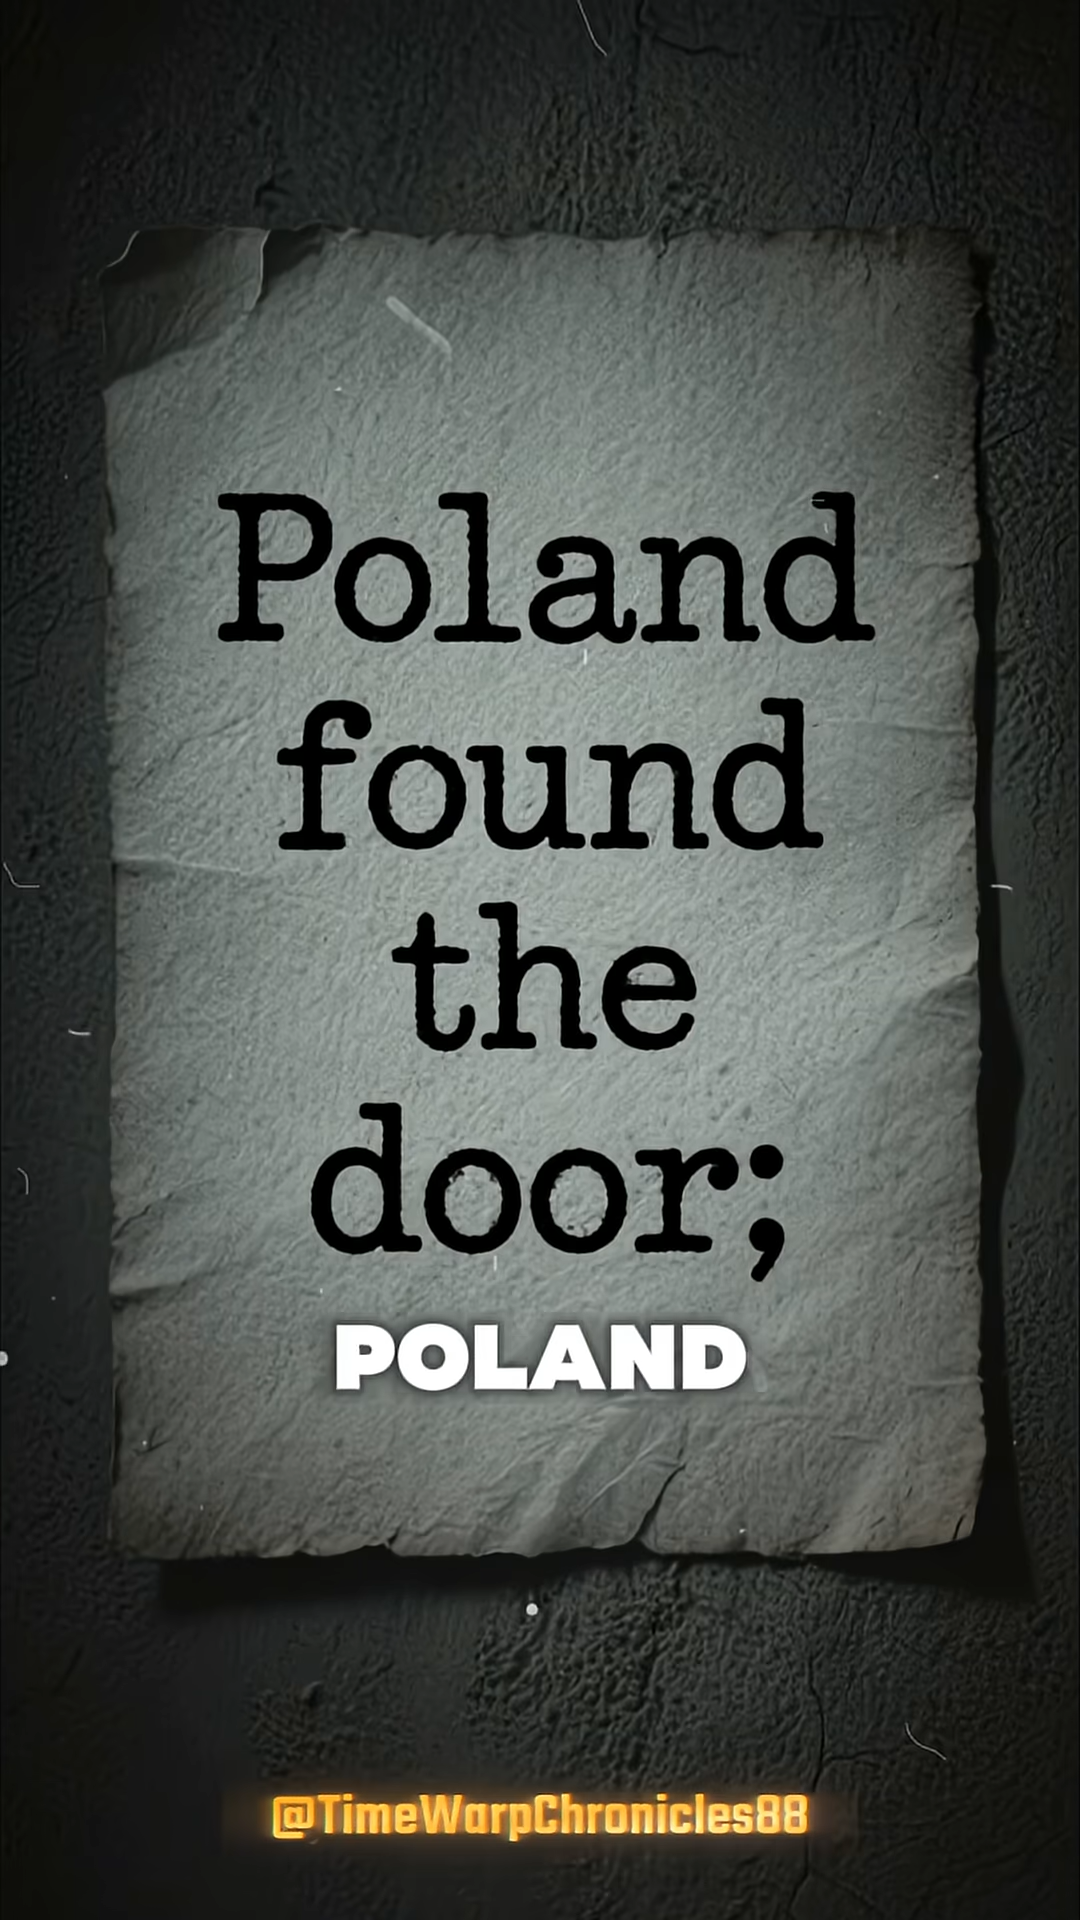 Poland
found
the
door;
POLAND
@TimeWarpChronicles88